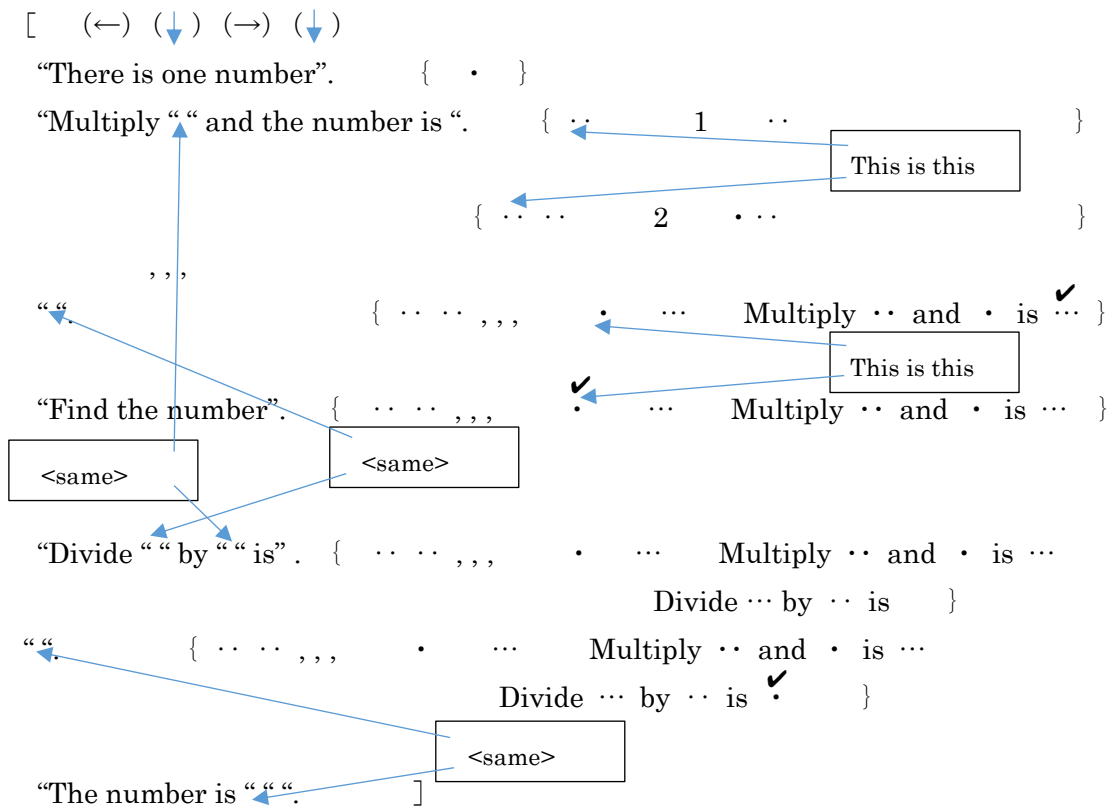 [ (←) (↓) (→) (↓)
“There is one number”. { ・ }
“Multiply “ “ and the number is “. { ‥ 1 ‥ }
This is this
{ ‥ ‥ 2 ・ ‥ }
, , ,
“ “. { ‥ ‥ , , , ・ … Multiply ‥ and ・ is … ✔ }
This is this
“Find the number”. { ‥ ‥ , , , ・ ✔ … Multiply ‥ and ・ is … }
<same> <same>
“Divide “ “ by “ “ is” . { ‥ ‥ , , , ・ … Multiply ‥ and ・ is …
Divide … by ‥ is }
“ “. { ‥ ‥ , , , ・ … Multiply ‥ and ・ is …
Divide … by ‥ is ・ ✔ }
<same>
“The number is “ “ “. ]